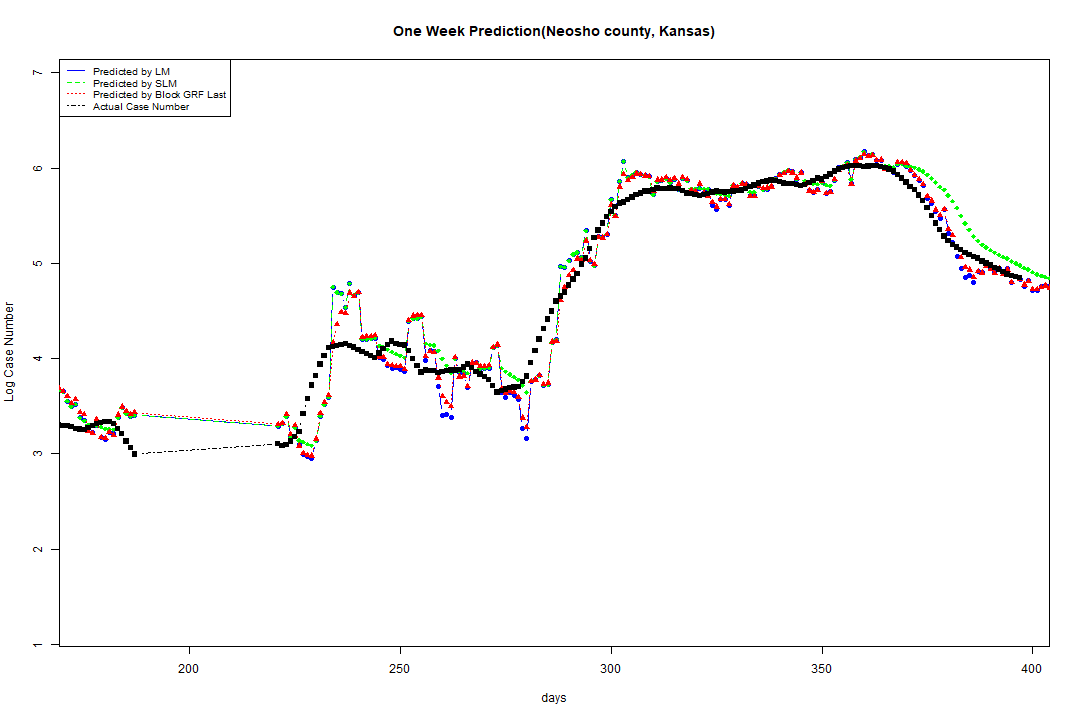 One Week Prediction(Neosho county, Kansas)
Predicted by LM
Predicted by SLM
Predicted by Block GRF Last
Actual Case Number
7
6
5
4
3
2
1
Log Case Number
200 250 300 350 400
days